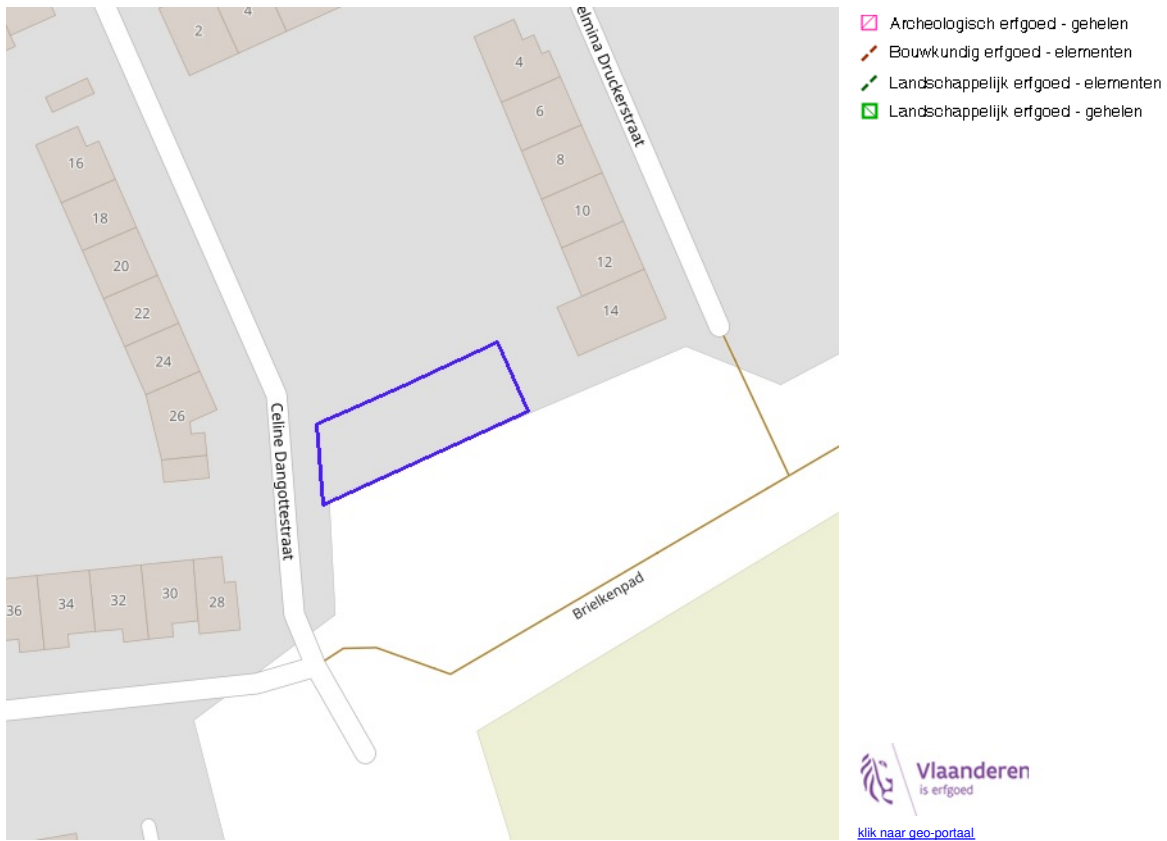 2
4
16
18
20
22
24
26
4
6
8
10
12
14
elmina Druckerstraat
Celine Dangottestraat
36
34
32
30
28
Brielkenpad
Archeologisch erfgoed - gehelen
Bouwkundig erfgoed - elementen
Landschappelijk erfgoed - elementen
Landschappelijk erfgoed - gehelen
Vlaanderen
is erfgoed
klik naar geo-portaal